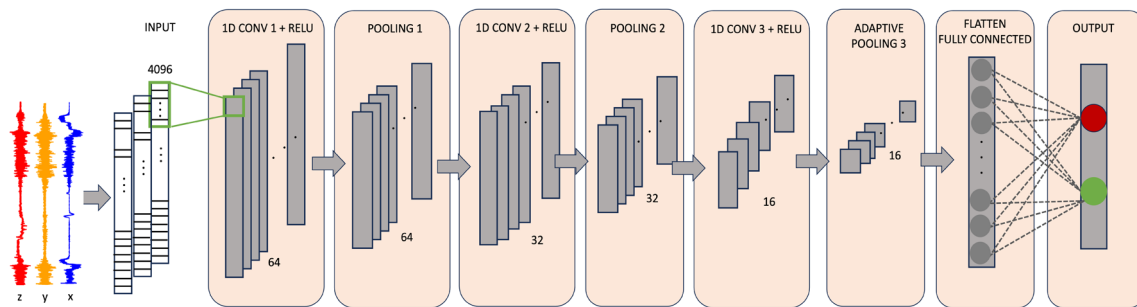 INPUT
1D CONV 1 + RELU
POOLING 1
1D CONV 2 + RELU
POOLING 2
1D CONV 3 + RELU
ADAPTIVE
POOLING 3
FLATTEN
FULLY CONNECTED
OUTPUT
4096
64
64
32
32
16
16
z y x